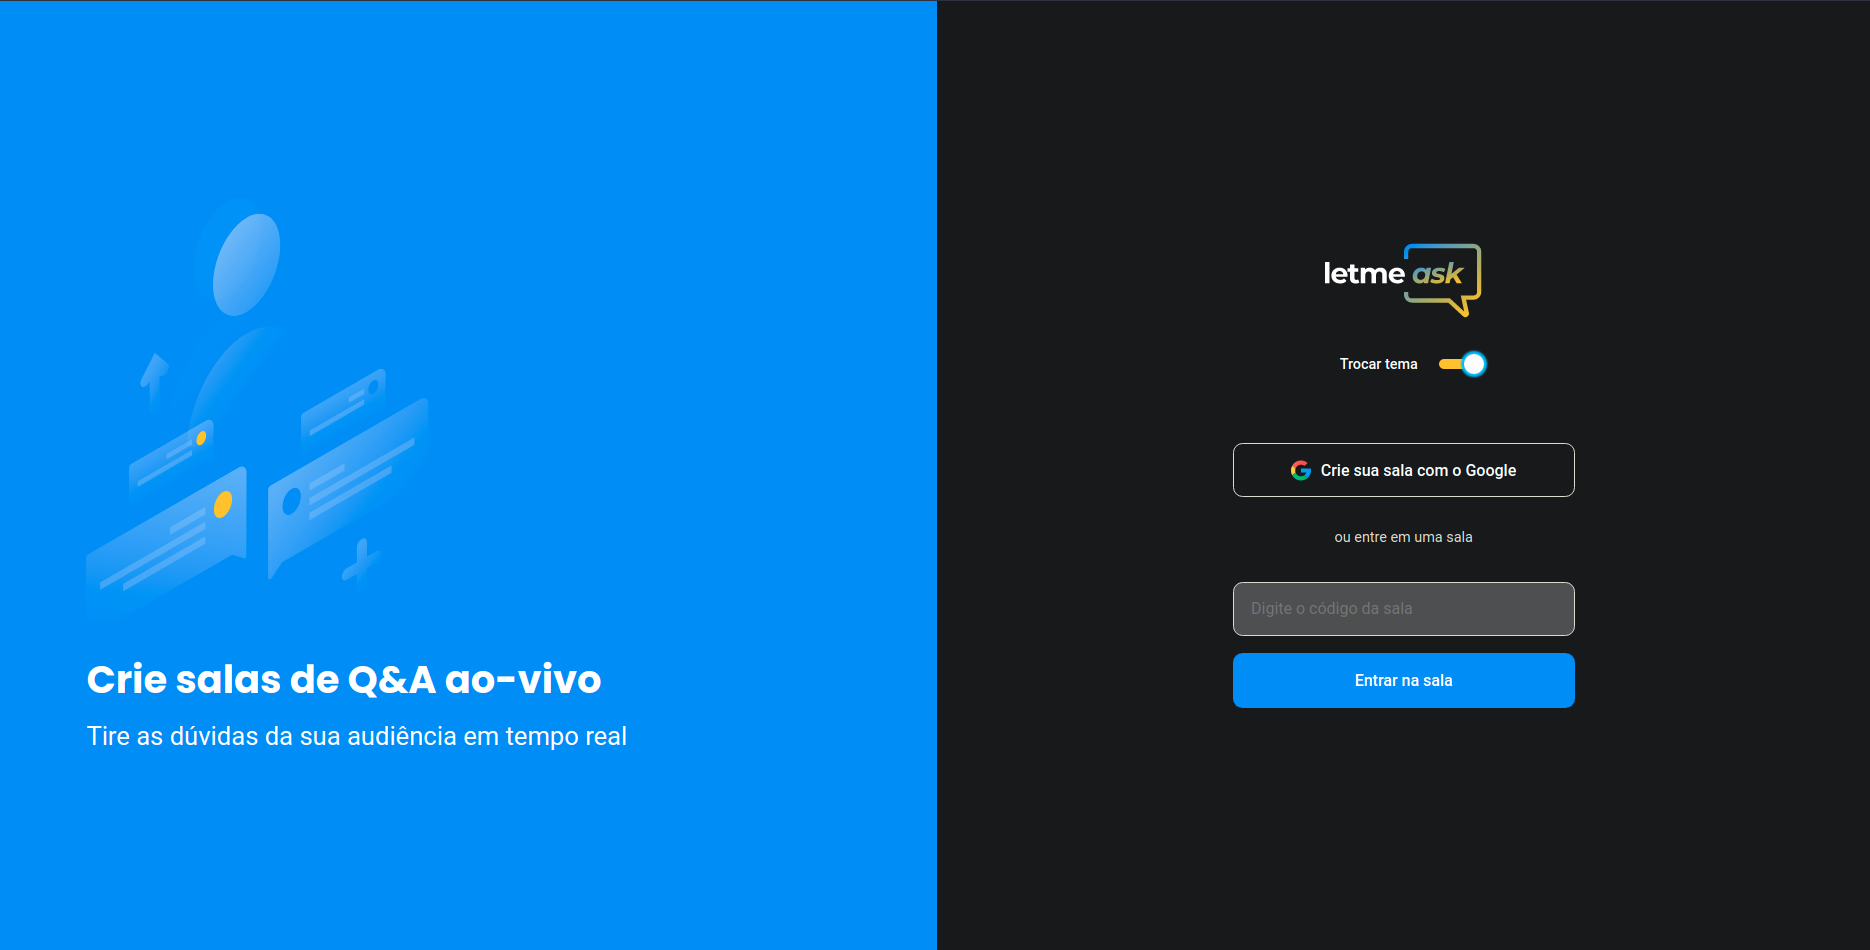 Crie salas de Q&A ao-vivo
Tire as dúvidas da sua audiência em tempo real
letme ask
Trocar tema
Crie sua sala com o Google
ou entre em uma sala
Digite o código da sala
Entrar na sala